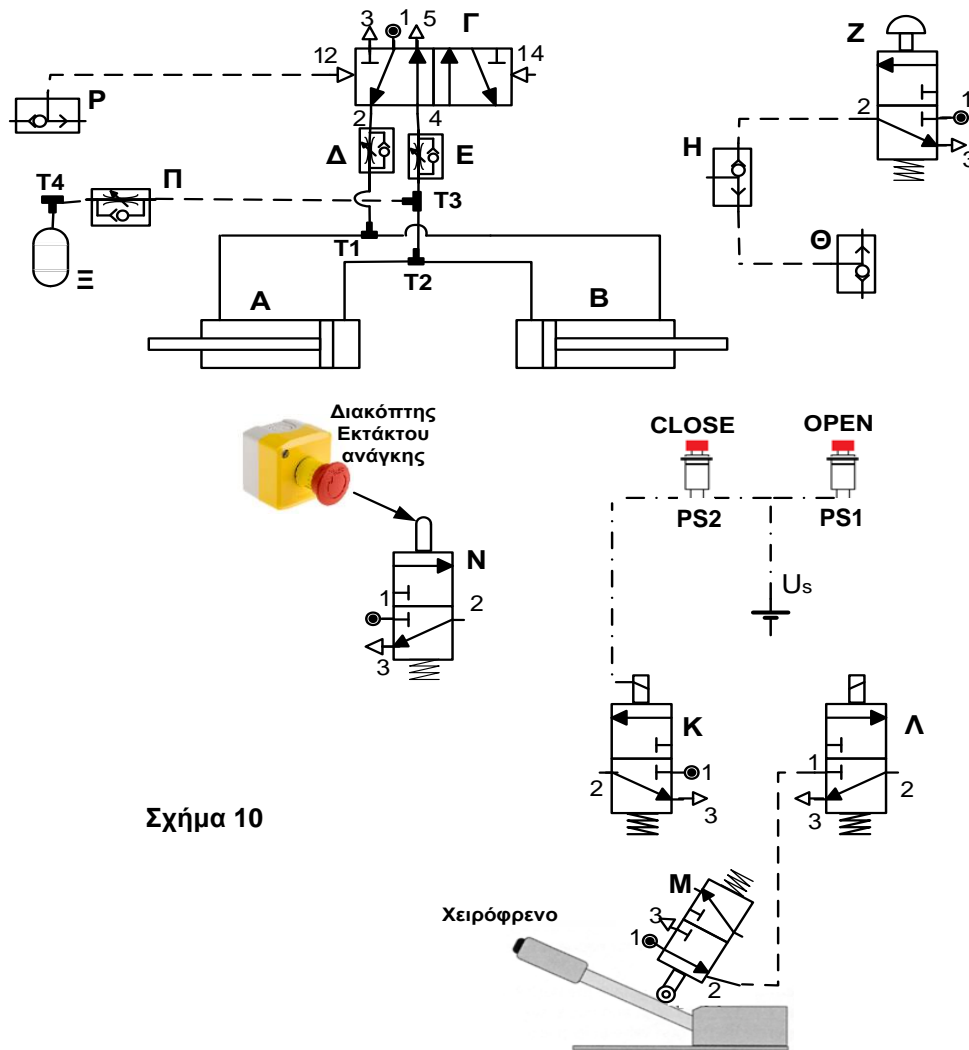 3 1 5 Γ
12 14
Ρ
2 4
Δ Ε
Τ4 Π
Τ3
Τ1
Ξ
Τ2
Α Β
Ζ
1
2
3
Η
Θ
Διακόπτης
Εκτάκτου
ανάγκης
CLOSE OPEN
PS2 PS1
Us
Ν
1
2
3
Κ Λ
1 1
2 2
3 3
Σχήμα 10
Μ
Χειρόφρενο
3
1
2